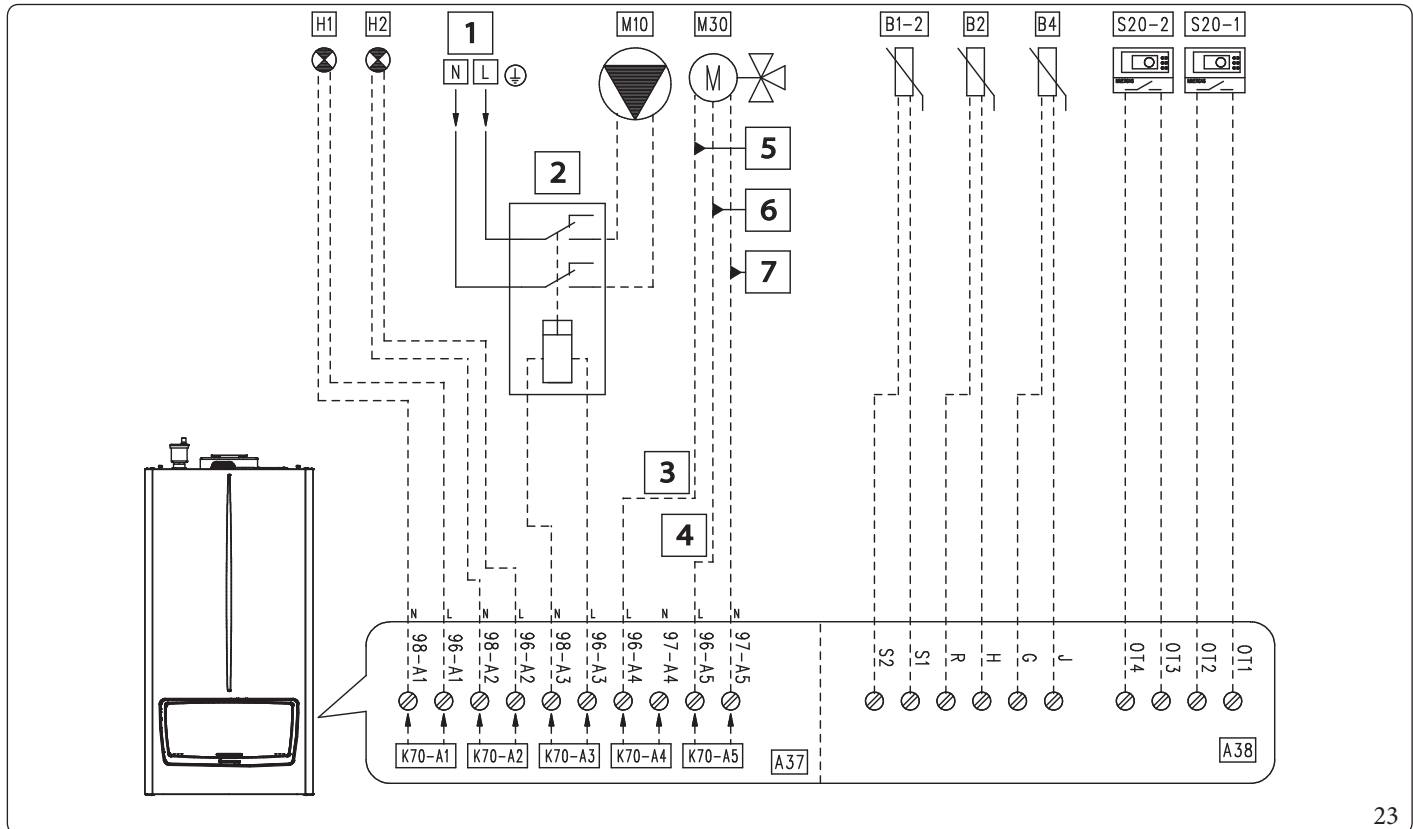 H1 H2 1 M10 M30 B1-2 B2 B4 S20-2 S20-1
N L
M
5
2
6
7
3
4
N L N L N L L N L N
98-A1 96-A1 98-A2 96-A2 98-A3 96-A3 96-A4 97-A4 96-A5 97-A5 S2 S1 R H G J OT4 OT3 OT2 OT1
K70-A1 K70-A2 K70-A3 K70-A4 K70-A5 A37 A38
23